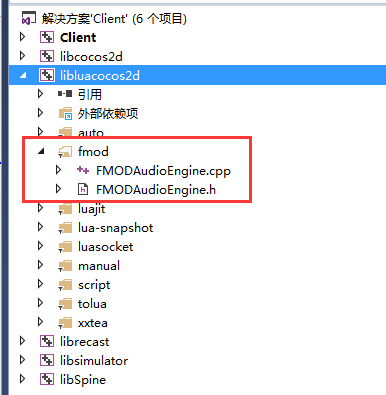 解决方案'Client' (6 个项目)
Client
libcocos2d
libluacocos2d
引用
外部依赖项
auto
fmod
FMODAudioEngine.cpp
FMODAudioEngine.h
luajit
lua-snapshot
luasocket
manual
script
tolua
xxtea
librecast
libsimulator
libSpine